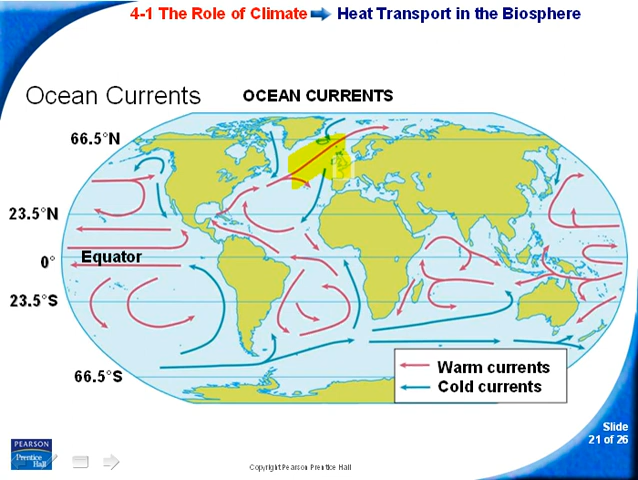 4-1 The Role of Climate Heat Transport in the Biosphere
Ocean Currents
OCEAN CURRENTS
66.5°N
23.5°N
Equator
0°
23.5°S
66.5°S
Warm currents
Cold currents
Slide
21 of 26
PEARSON
Prentice
Hall
Copyright Pearson Prentice Hall